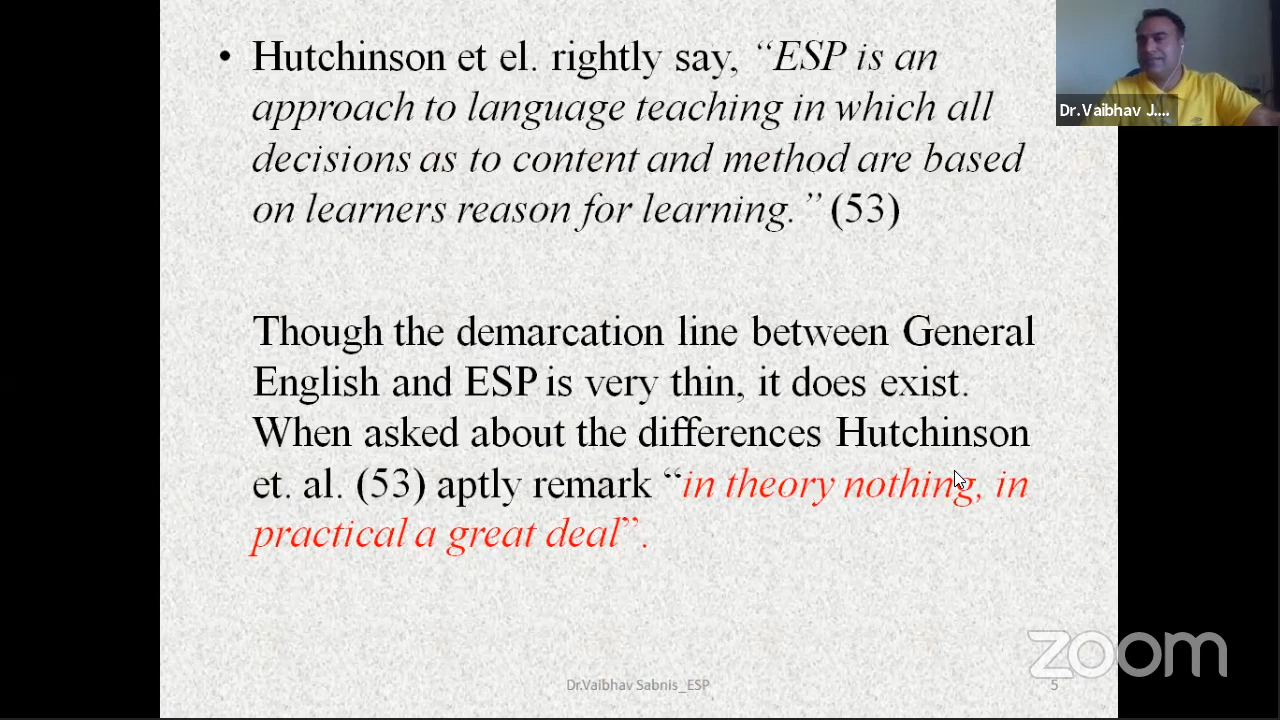 • Hutchinson et el. rightly say, “ESP is an
approach to language teaching in which all
decisions as to content and method are based
on learners reason for learning.” (53)
Though the demarcation line between General
English and ESP is very thin, it does exist.
When asked about the differences Hutchinson
et. al. (53) aptly remark “in theory nothing, in
practical a great deal”.
Dr.Vaibhav J....
zoom
Dr.Vaibhav Sabnis_ESP
5